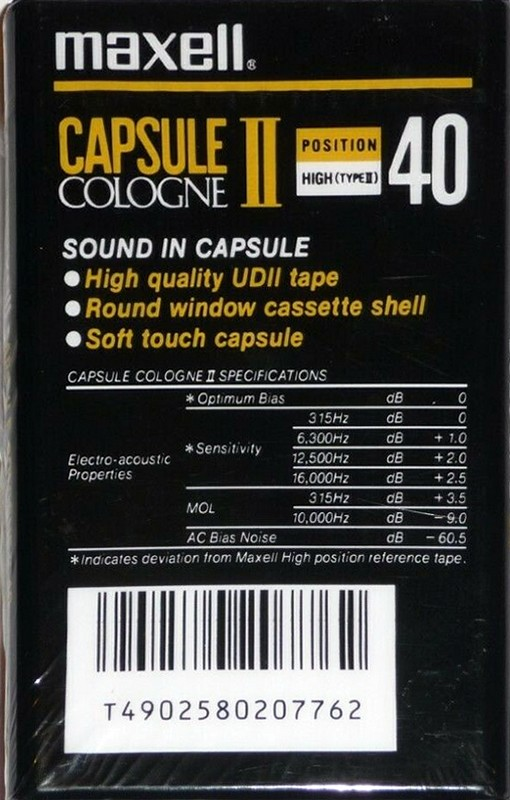 maxell®
CAPSULE COLOGNE II POSITION HIGH (TYPE II) 40
SOUND IN CAPSULE
● High quality UDII tape
● Round window cassette shell
● Soft touch capsule
CAPSULE COLOGNE II SPECIFICATIONS
Electro-acoustic Properties
* Optimum Bias dB 0
* Sensitivity 315Hz dB 0
6,300Hz dB + 1.0
12,500Hz dB + 2.0
16,000Hz dB + 2.5
MOL 315Hz dB + 3.5
10,000Hz dB − 9.0
AC Bias Noise dB − 60.5
* Indicates deviation from Maxell High position reference tape.
T4902580207762